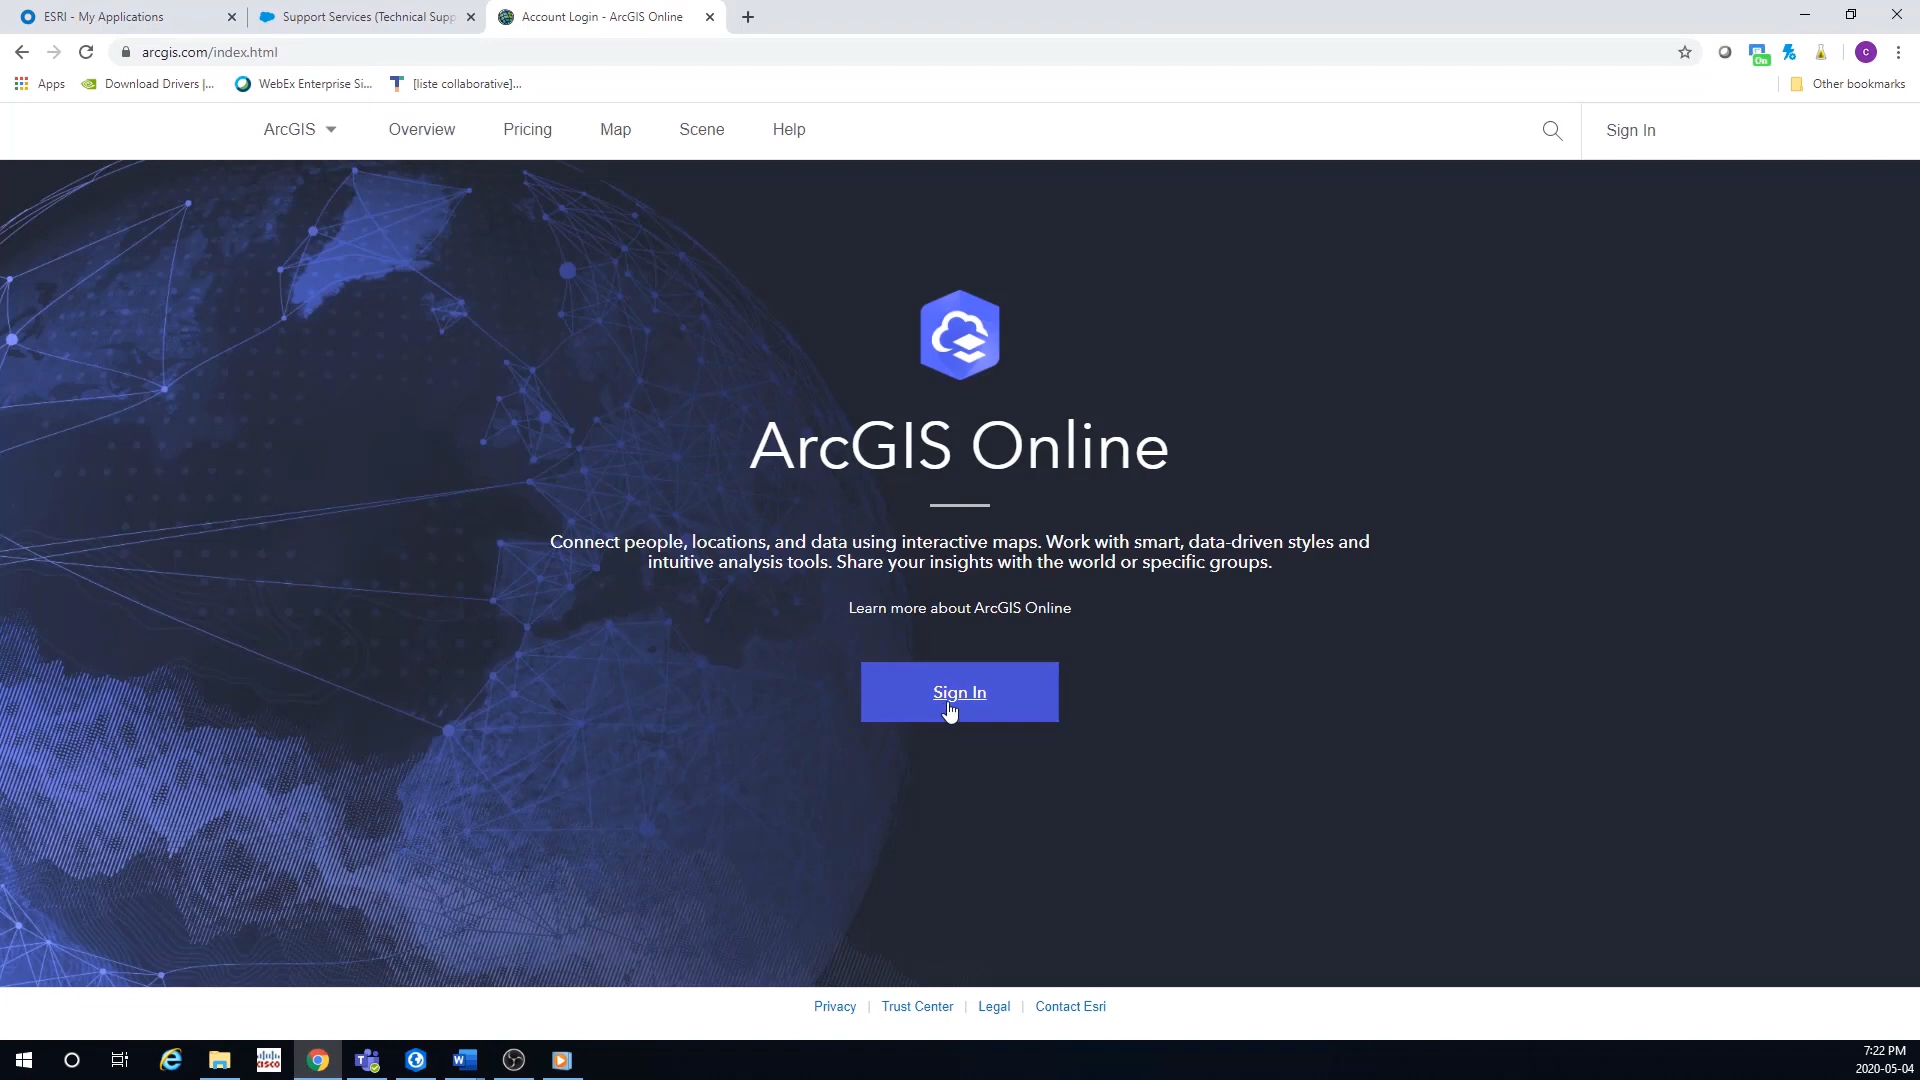 ESRI - My Applications
Support Services (Technical Supp
Account Login - ArcGIS Online
arcgis.com/index.html
On
C
Apps
Download Drivers |...
WebEx Enterprise Si...
[liste collaborative]...
Other bookmarks
ArcGIS
Overview
Pricing
Map
Scene
Help
Sign In
ArcGIS Online
Connect people, locations, and data using interactive maps. Work with smart, data-driven styles and
intuitive analysis tools. Share your insights with the world or specific groups.
Learn more about ArcGIS Online
Sign In
Privacy | Trust Center | Legal | Contact Esri
CISCO
7:22 PM
2020-05-04